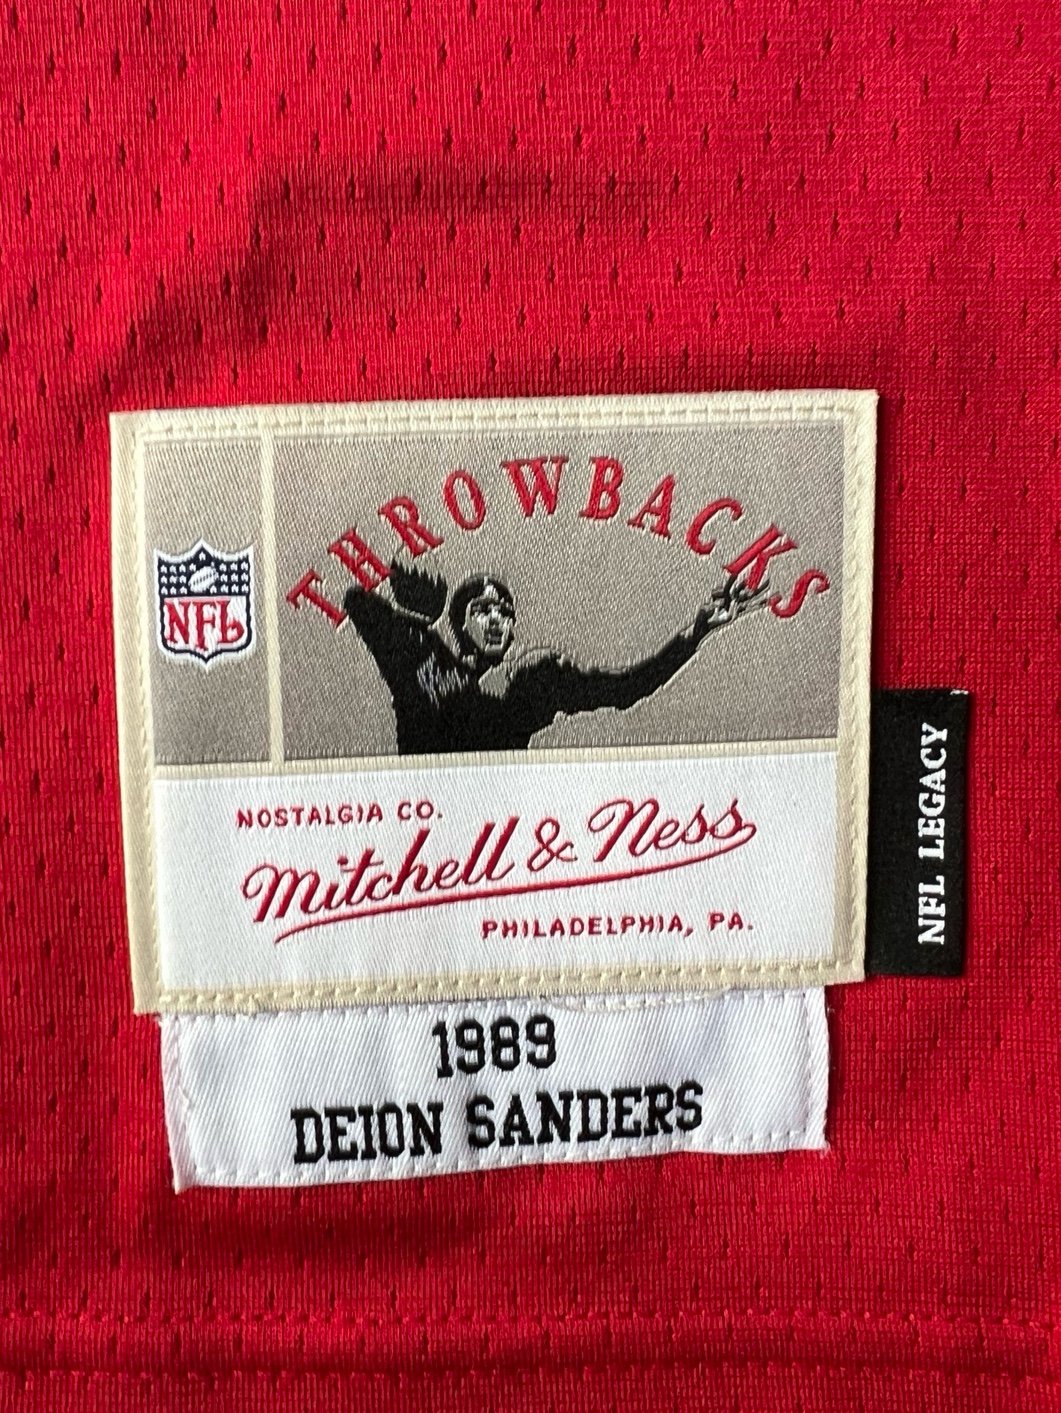 THROWBACKS
NFL
NOSTALGIA CO.
Mitchell & Ness
PHILADELPHIA, PA.
NFL LEGACY
1989
DEION SANDERS